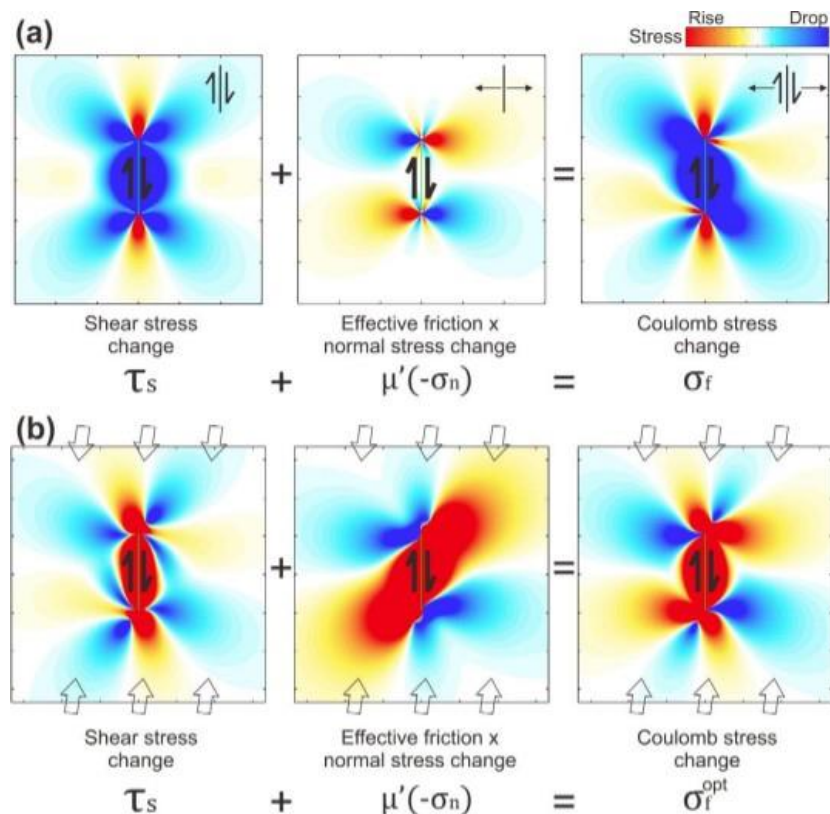 (a)
Rise Drop
Stress
+ =
Shear stress
change
Effective friction x
normal stress change
Coulomb stress
change
τs + μ'(-σn) = σf
(b)
+ =
Shear stress
change
Effective friction x
normal stress change
Coulomb stress
change
τs + μ'(-σn) = σf opt